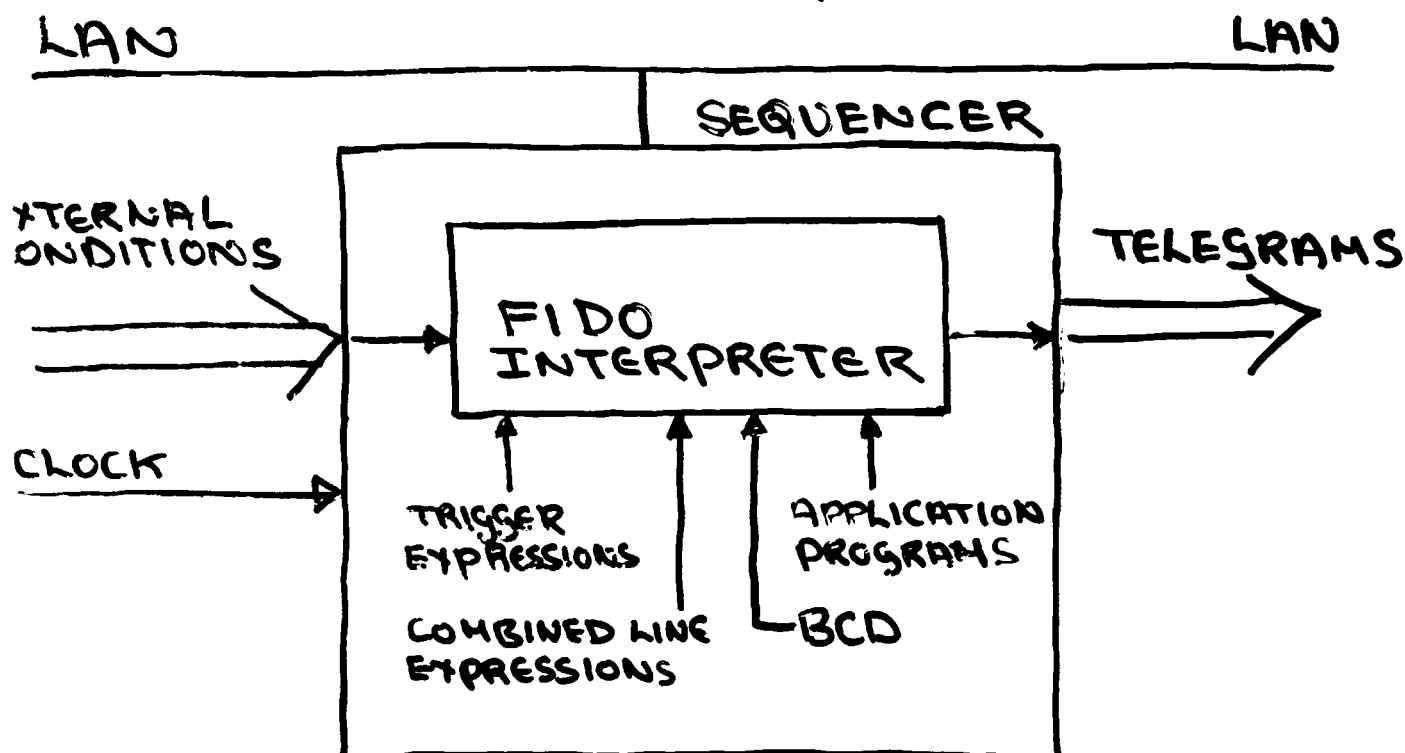 LAN
LAN
SEQUENCER
XTERNAL
ONDITIONS
TELEGRAMS
FIDO
INTERPRETER
CLOCK
TRIGGER
EXPRESSIONS
APPLICATION
PROGRAMS
COMBINED LINE
EXPRESSIONS
BCD